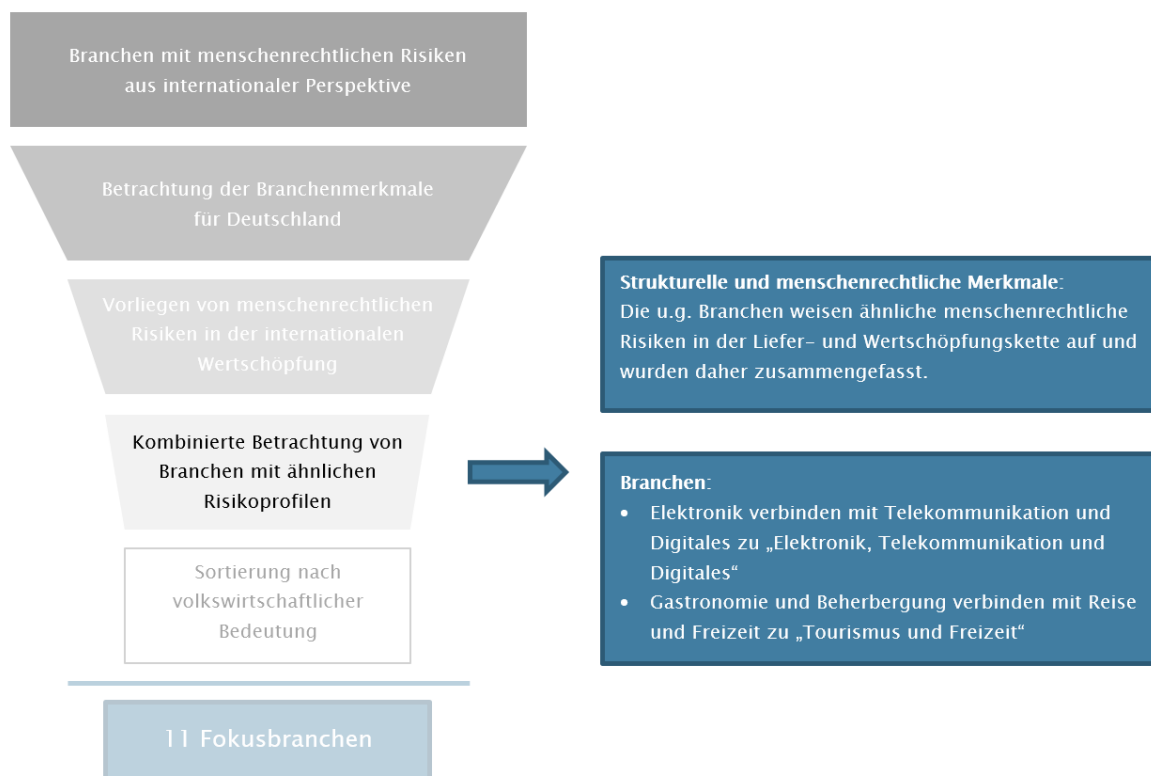 Branchen mit menschenrechtlichen Risiken
aus internationaler Perspektive
Betrachtung der Branchenmerkmale
für Deutschland
Vorliegen von menschenrechtlichen
Risiken in der internationalen
Wertschöpfung
Kombinierte Betrachtung von
Branchen mit ähnlichen
Risikoprofilen
Sortierung nach
volkswirtschaftlicher
Bedeutung
11 Fokusbranchen
Strukturelle und menschenrechtliche Merkmale:
Die u.g. Branchen weisen ähnliche menschenrechtliche
Risiken in der Liefer- und Wertschöpfungskette auf und
wurden daher zusammengefasst.
Branchen:
• Elektronik verbinden mit Telekommunikation und
Digitales zu „Elektronik, Telekommunikation und
Digitales“
• Gastronomie und Beherbergung verbinden mit Reise
und Freizeit zu „Tourismus und Freizeit“